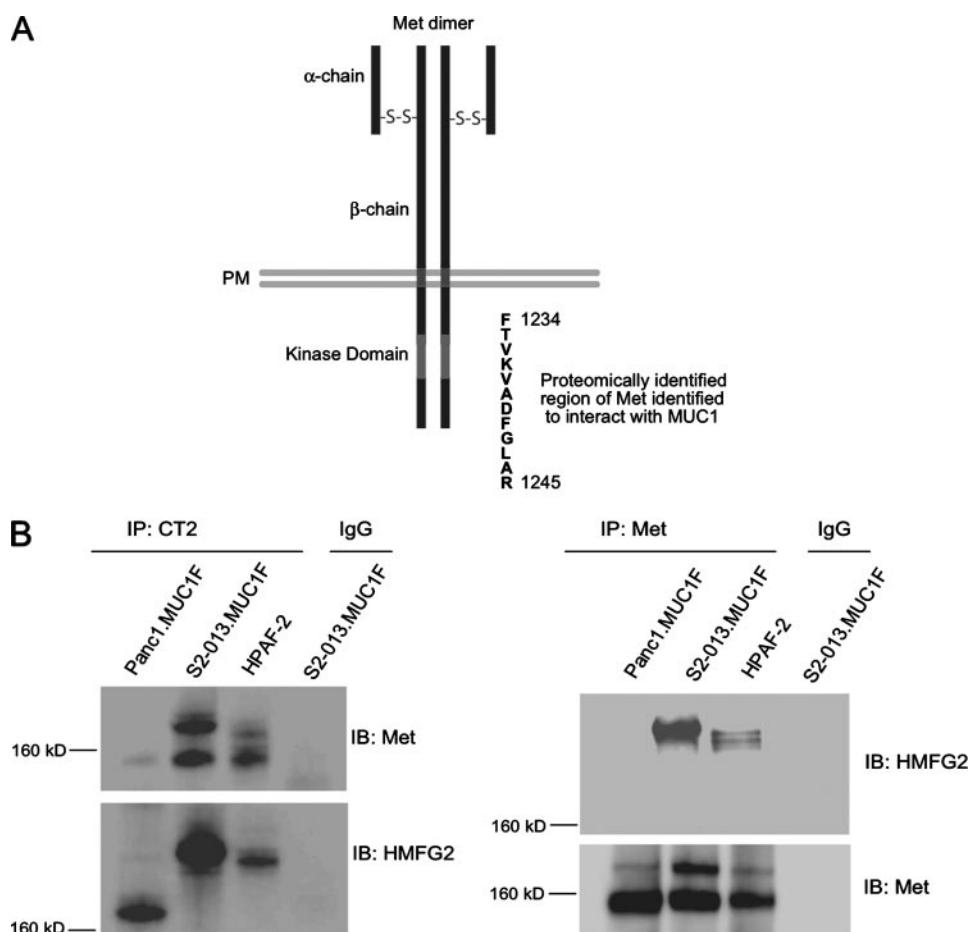 A
Met dimer
α-chain
-S-S-
-S-S-
β-chain
PM
Kinase Domain
F 1234
T
V
K
V
A
D
F
G
L
A
R 1245
Proteomically identified
region of Met identified
to interact with MUC1
B
IP: CT2
IgG
Panc1.MUC1F
S2-013.MUC1F
HPAF-2
S2-013.MUC1F
160 kD
IB: Met
IB: HMFG2
160 kD
IP: Met
IgG
Panc1.MUC1F
S2-013.MUC1F
HPAF-2
S2-013.MUC1F
IB: HMFG2
160 kD
160 kD
IB: Met